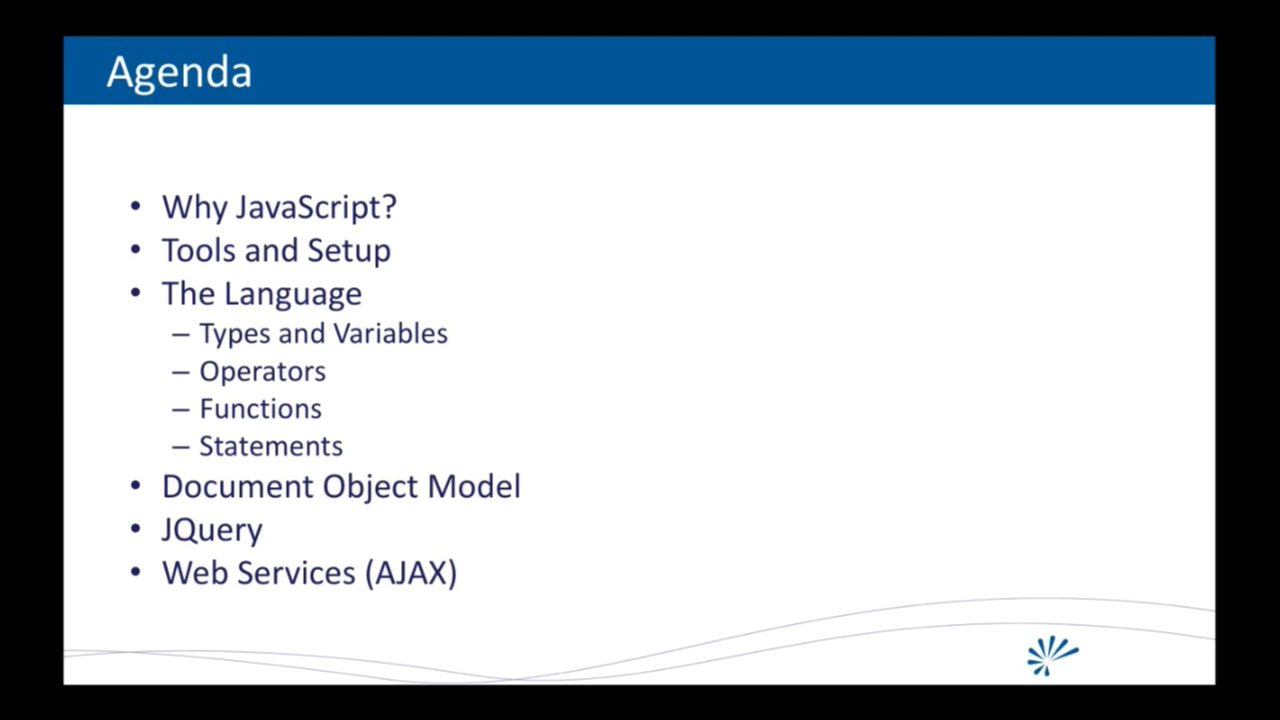 Agenda
• Why JavaScript?
• Tools and Setup
• The Language
– Types and Variables
– Operators
– Functions
– Statements
• Document Object Model
• JQuery
• Web Services (AJAX)